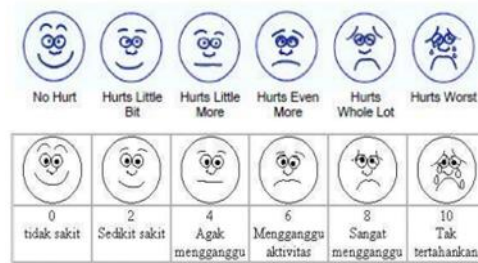 No Hurt
Hurts Little Bit
Hurts Little More
Hurts Even More
Hurts Whole Lot
Hurts Worst
0
tidak sakit
2
Sedikit sakit
4
Agak mengganggu
6
Mengganggu aktivitas
8
Sangat mengganggu
10
Tak tertahankan